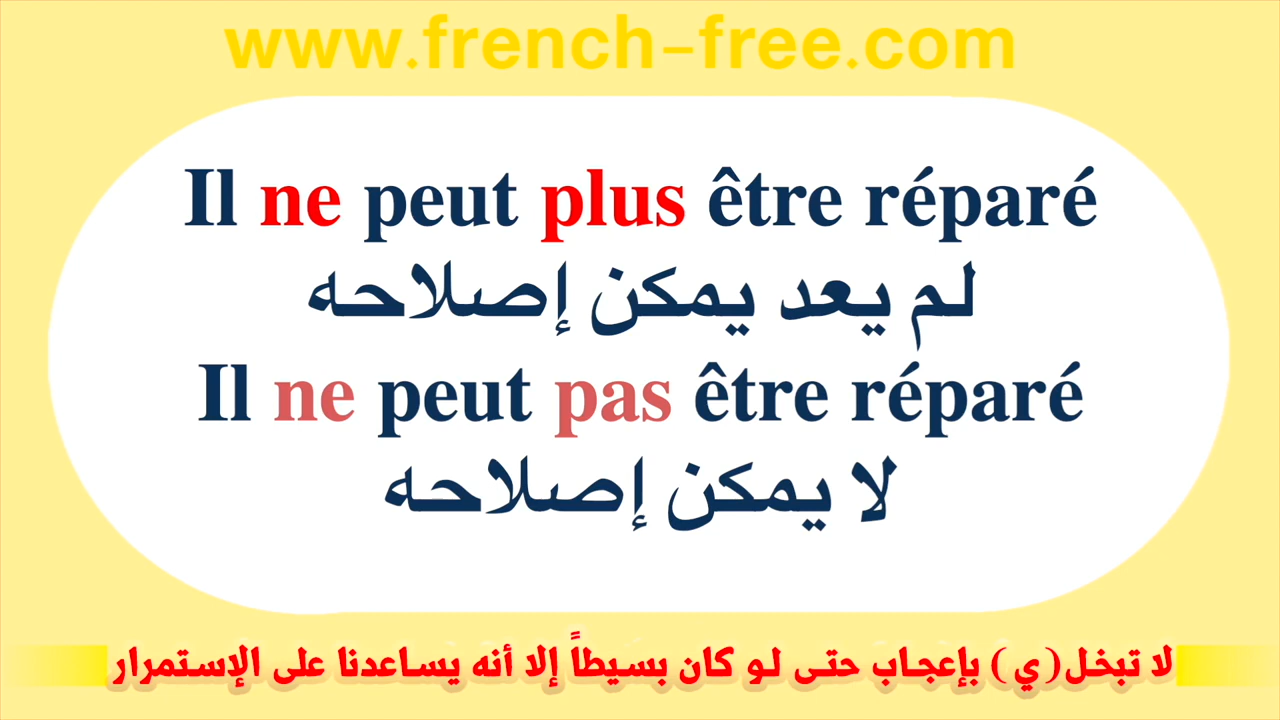 www.french-free.com
Il ne peut plus être réparé
لم يعد يمكن إصلاحه
Il ne peut pas être réparé
لا يمكن إصلاحه
لا تبخل(ي) بإعجاب حتى لو كان بسيطاً إلا أنه يساعدنا على الإستمرار